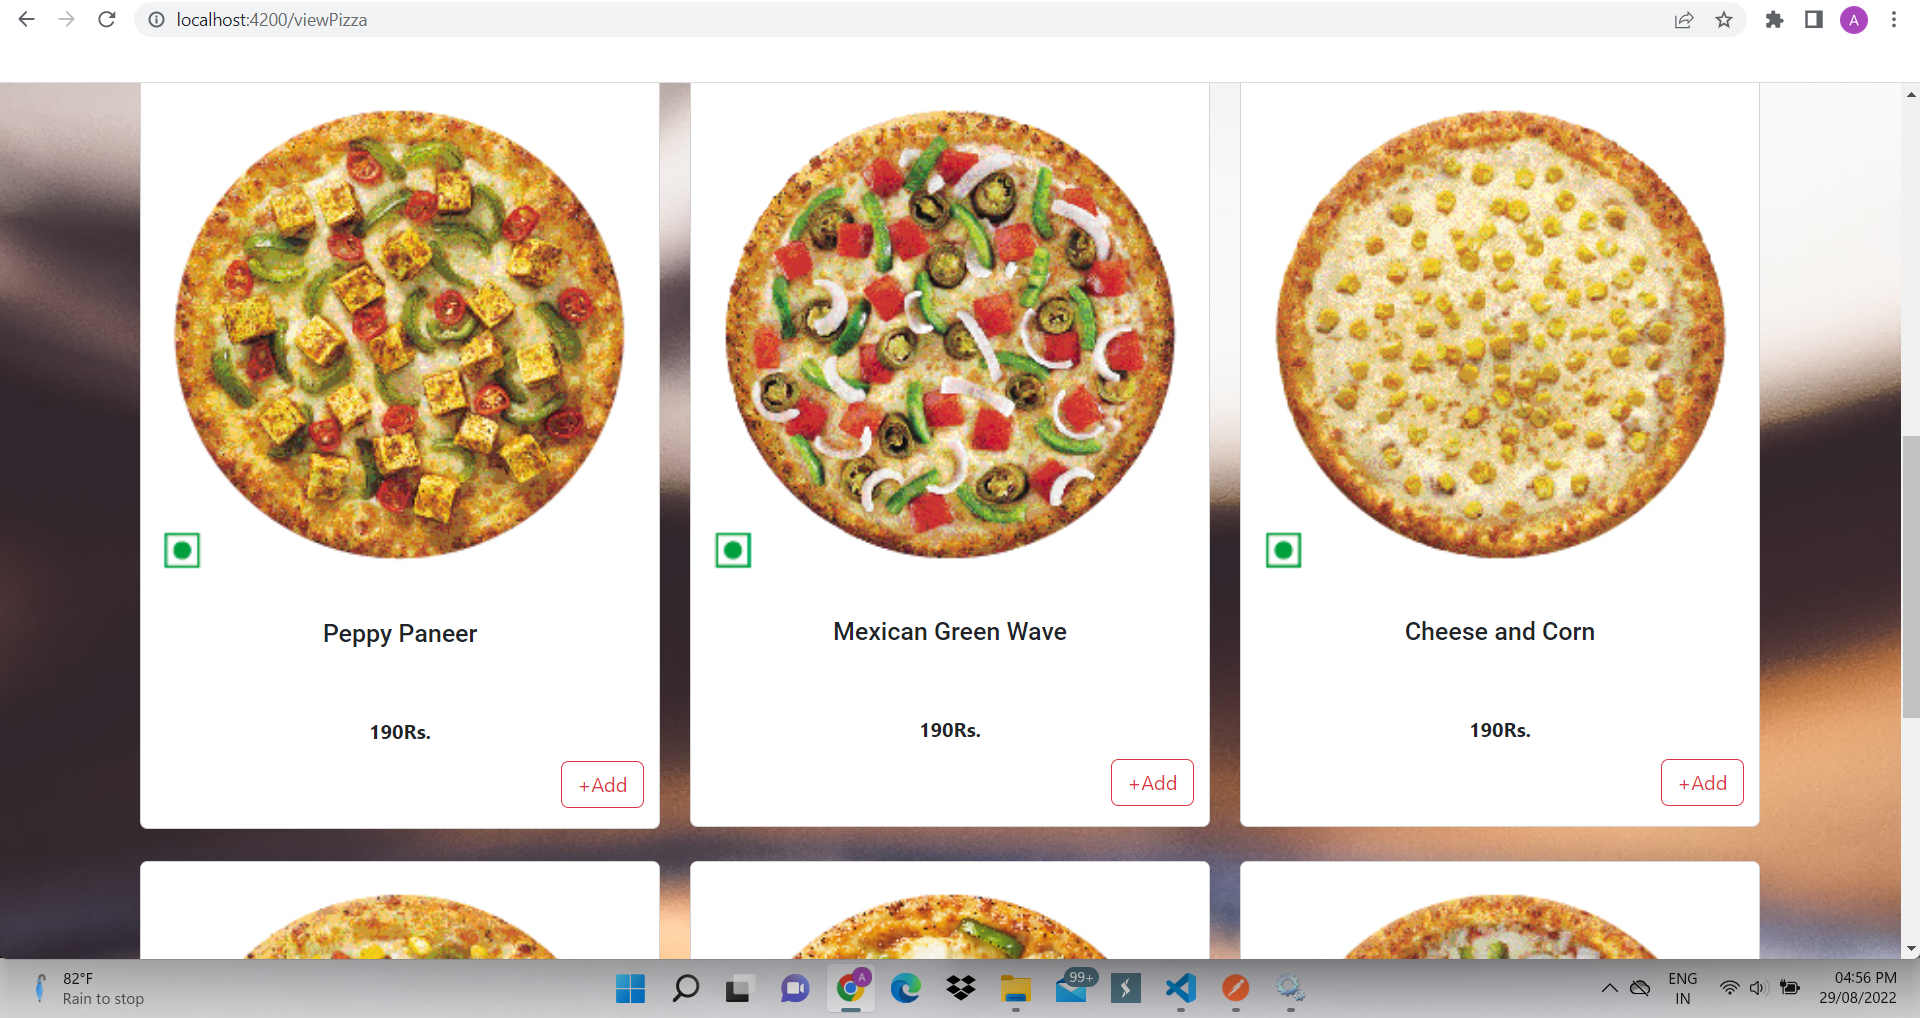 localhost:4200/viewPizza
A
Peppy Paneer
Mexican Green Wave
Cheese and Corn
190Rs.
190Rs.
190Rs.
+Add
+Add
+Add
82°F
Rain to stop
A
99+
ENG
IN
04:56 PM
29/08/2022